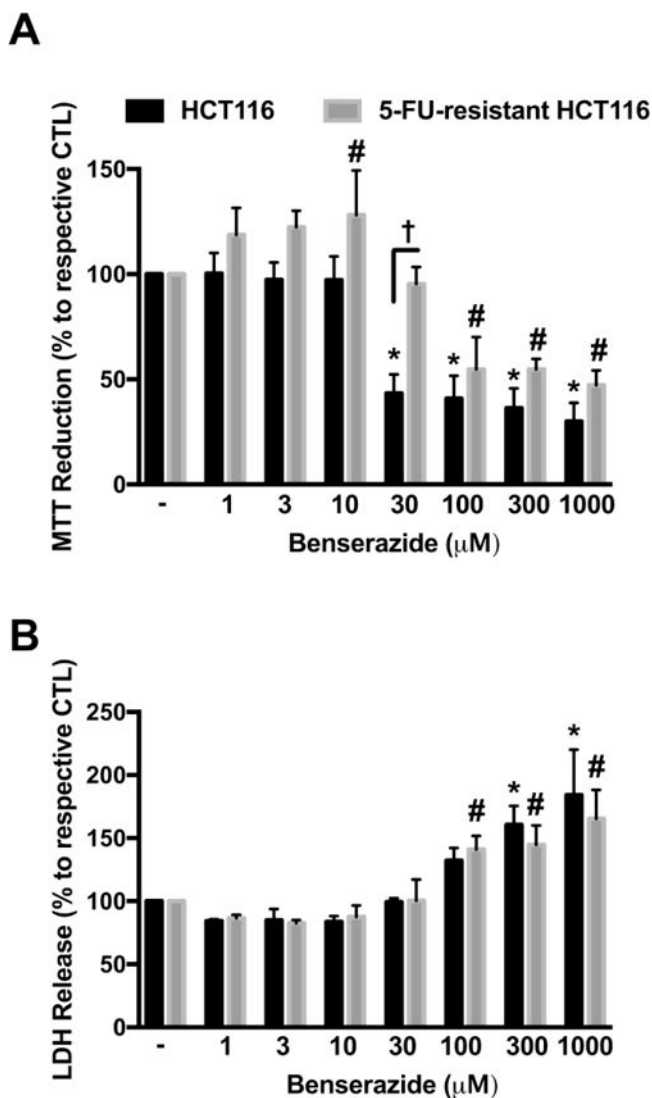 A
HCT116 5-FU-resistant HCT116
MTT Reduction (% to respective CTL)
150
100
50
0
#
†
* * # * # * #
- 1 3 10 30 100 300 1000
Benserazide (μM)
B
LDH Release (% to respective CTL)
250
200
150
100
50
0
# * # * #
- 1 3 10 30 100 300 1000
Benserazide (μM)